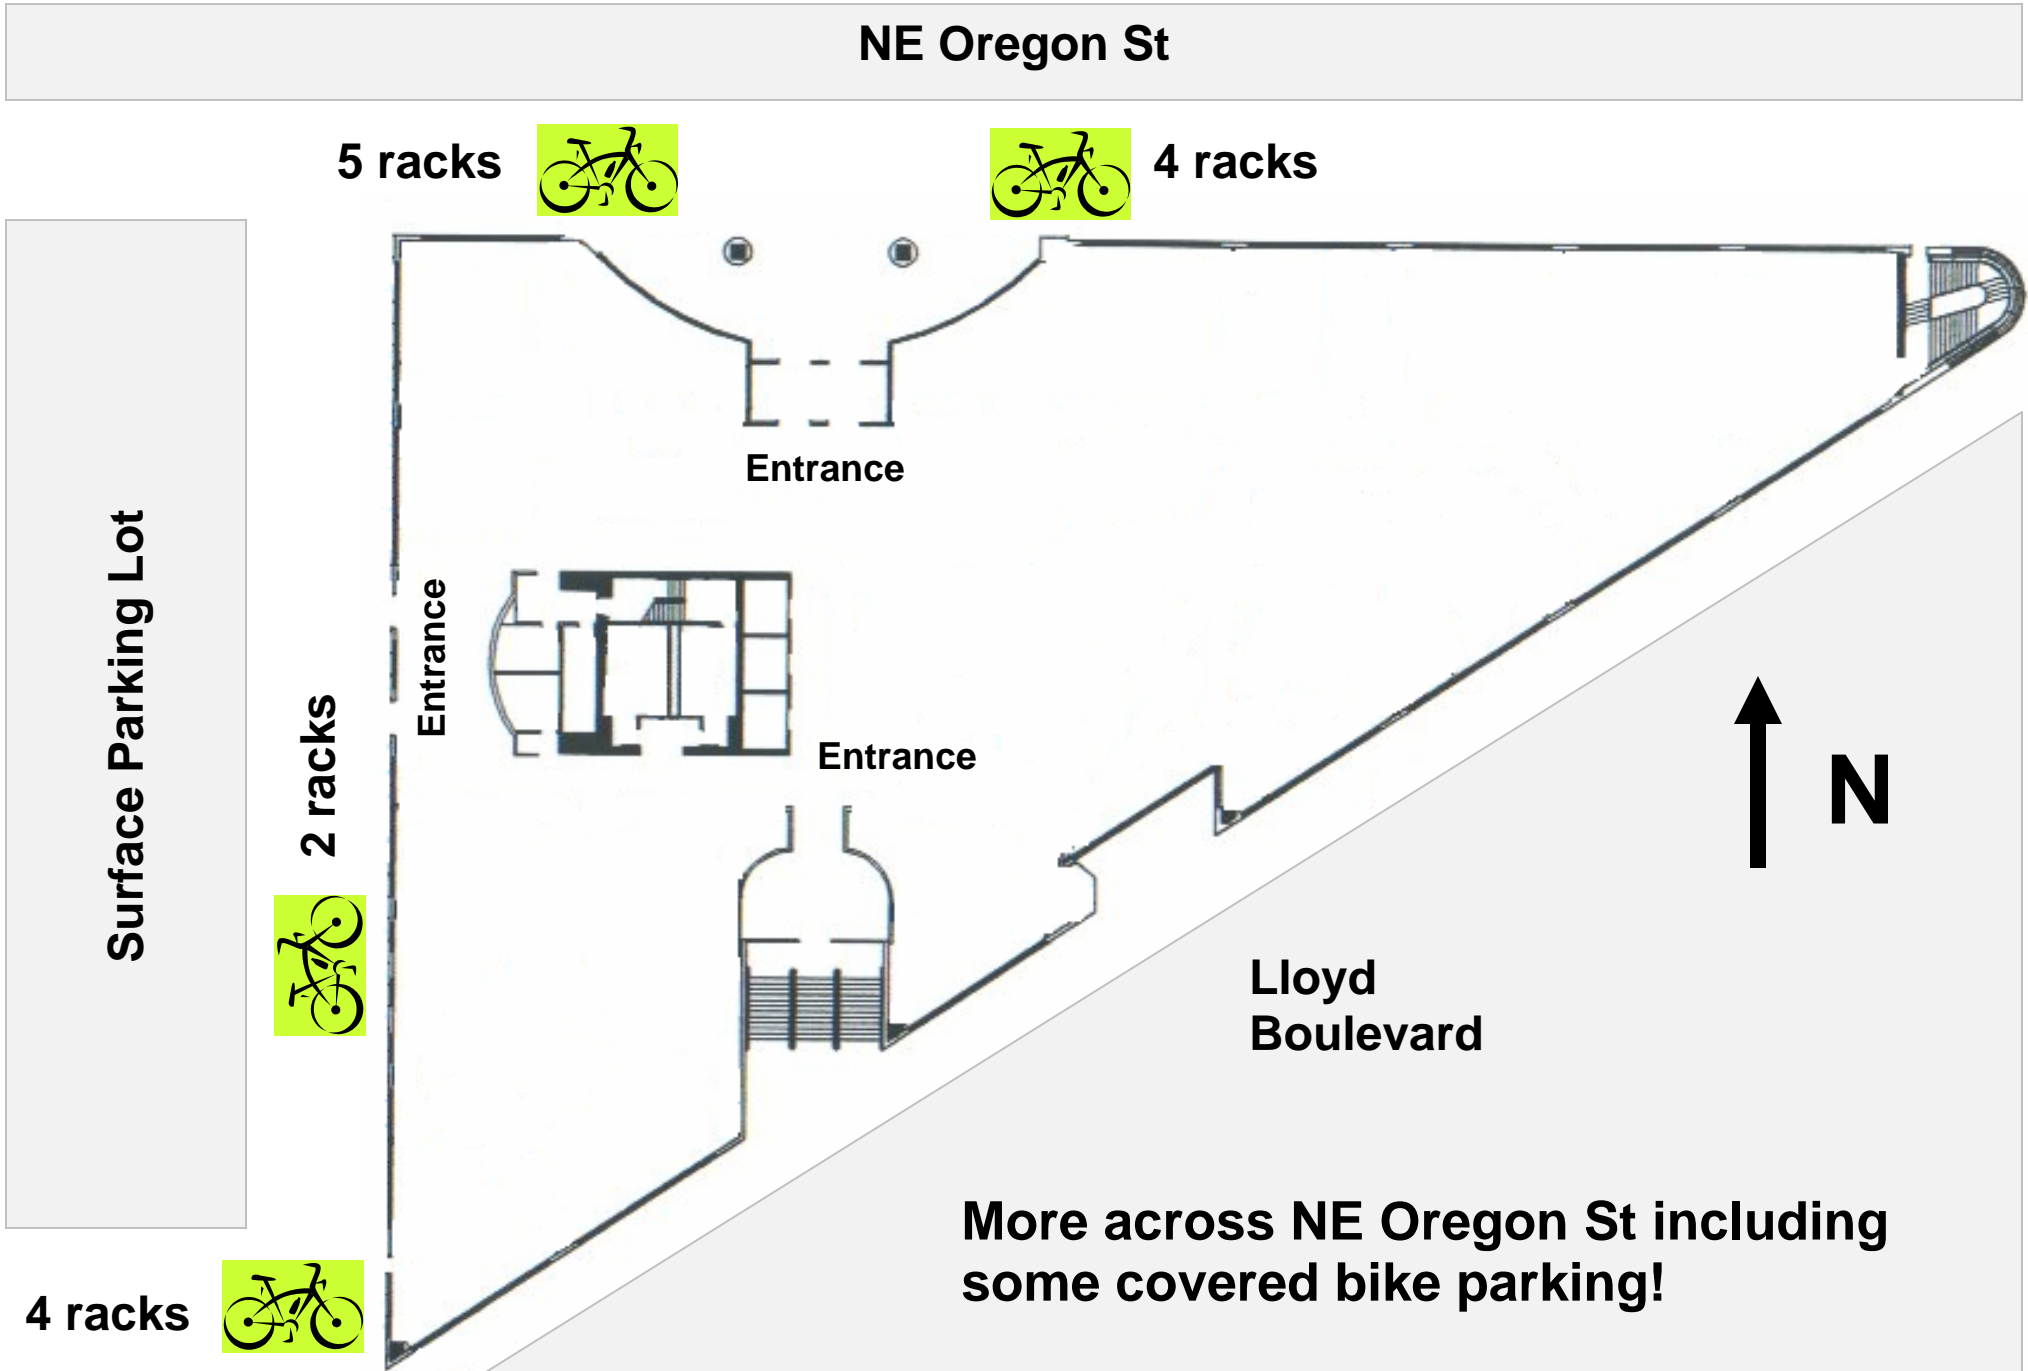 NE Oregon St
5 racks
4 racks
Entrance
Surface Parking Lot
Entrance
2 racks
Entrance
N
Lloyd
Boulevard
More across NE Oregon St including
some covered bike parking!
4 racks